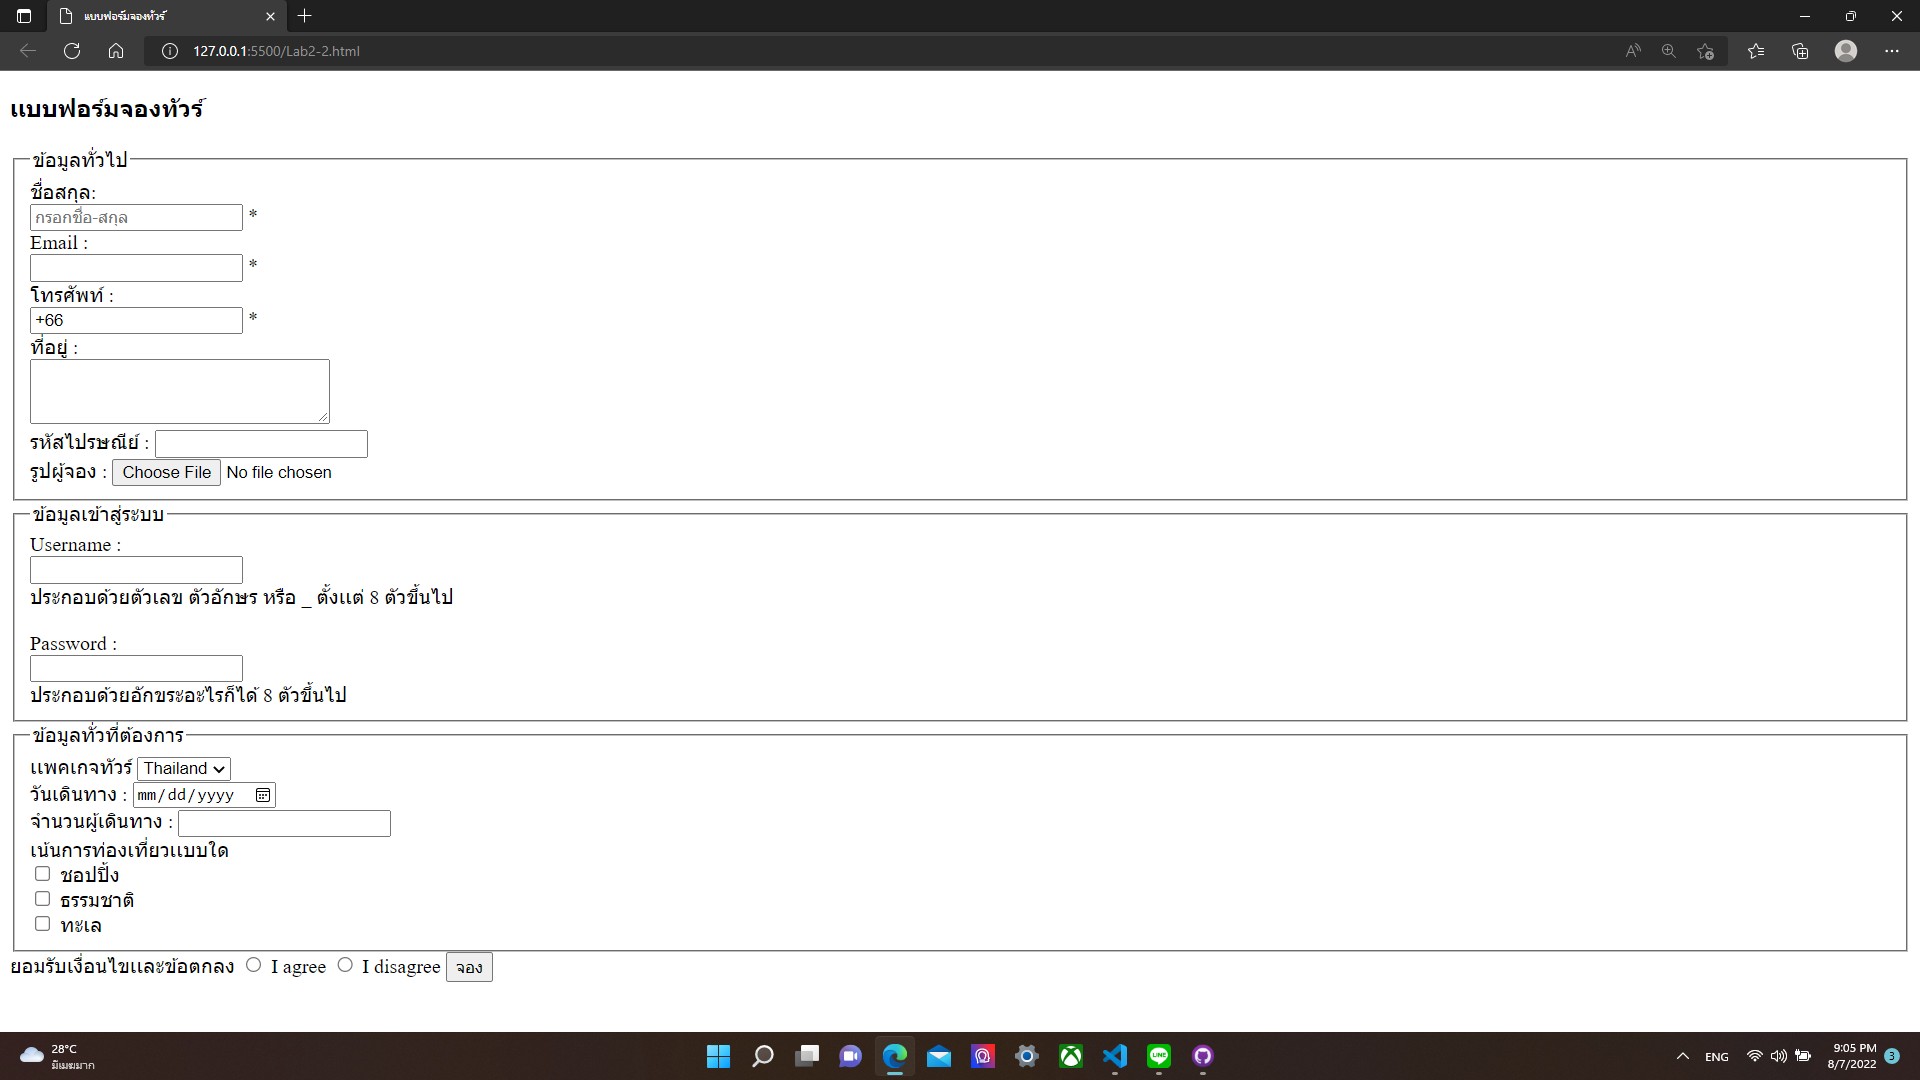 แบบฟอร์มจองทัวร์
127.0.0.1:5500/Lab2-2.html
แบบฟอร์มจองทัวร์
ข้อมูลทั่วไป
ชื่อสกุล:
กรอกชื่อ-สกุล *
Email :
*
โทรศัพท์ :
+66 *
ที่อยู่ :
รหัสไปรษณีย์ :
รูปผู้จอง : Choose File No file chosen
ข้อมูลเข้าสู่ระบบ
Username :
ประกอบด้วยตัวเลข ตัวอักษร หรือ _ ตั้งแต่ 8 ตัวขึ้นไป
Password :
ประกอบด้วยอักขระอะไรก็ได้ 8 ตัวขึ้นไป
ข้อมูลทั่วที่ต้องการ
แพคเกจทัวร์ Thailand
วันเดินทาง : mm/dd/yyyy
จำนวนผู้เดินทาง :
เน้นการท่องเที่ยวแบบใด
ชอปปิ้ง
ธรรมชาติ
ทะเล
ยอมรับเงื่อนไขและข้อตกลง I agree I disagree จอง
28°C
มีเมฆมาก
LINE
ENG
9:05 PM
8/7/2022
3